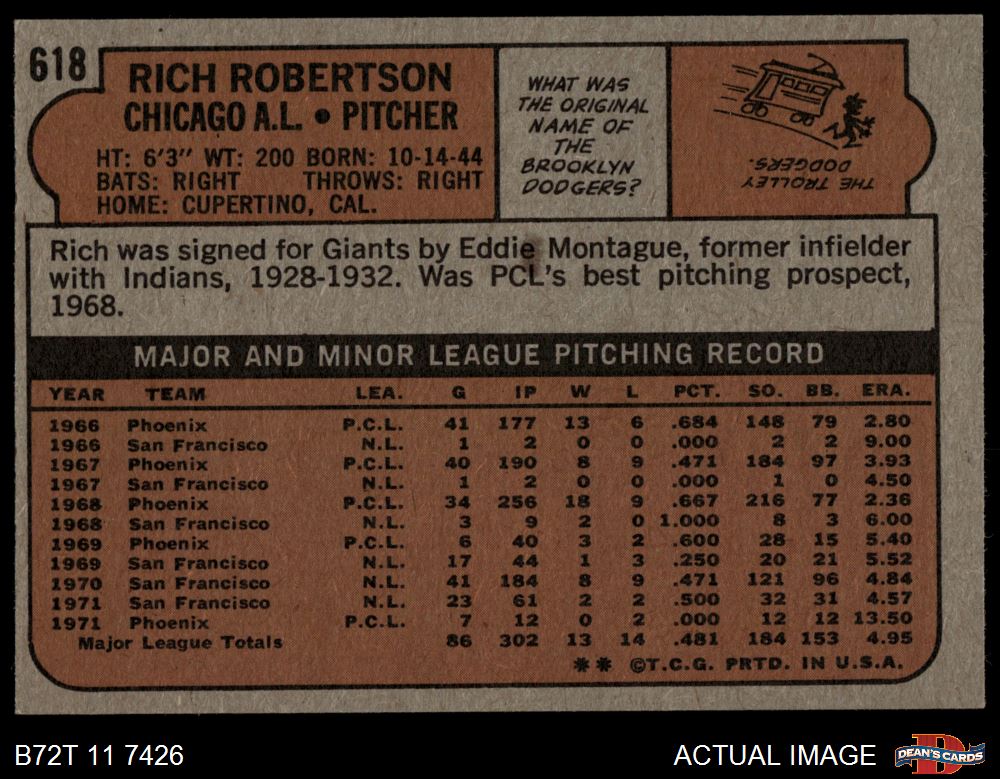 618
RICH ROBERTSON
CHICAGO A.L. • PITCHER
HT: 6'3" WT: 200 BORN: 10-14-44
BATS: RIGHT THROWS: RIGHT
HOME: CUPERTINO, CAL.
WHAT WAS
THE ORIGINAL
NAME OF
THE
BROOKLYN
DODGERS?
THE TROLLEY
DODGERS.
Rich was signed for Giants by Eddie Montague, former infielder
with Indians, 1928-1932. Was PCL's best pitching prospect,
1968.
MAJOR AND MINOR LEAGUE PITCHING RECORD
YEAR TEAM LEA. G IP W L PCT. SO. BB. ERA.
1966 Phoenix P.C.L. 41 177 13 6 .684 148 79 2.80
1966 San Francisco N.L. 1 2 0 0 .000 2 2 9.00
1967 Phoenix P.C.L. 40 190 8 9 .471 184 97 3.93
1967 San Francisco N.L. 1 2 0 0 .000 1 0 4.50
1968 Phoenix P.C.L. 34 256 18 9 .667 216 77 2.36
1968 San Francisco N.L. 3 9 2 0 1.000 8 3 6.00
1969 Phoenix P.C.L. 6 40 3 2 .600 28 15 5.40
1969 San Francisco N.L. 17 44 1 3 .250 20 21 5.52
1970 San Francisco N.L. 41 184 8 9 .471 121 96 4.84
1971 San Francisco N.L. 23 61 2 2 .500 32 31 4.57
1971 Phoenix P.C.L. 7 12 0 2 .000 12 12 13.50
Major League Totals 86 302 13 14 .481 184 153 4.95
** ©T.C.G. PRTD. IN U.S.A.
B72T 11 7426
ACTUAL IMAGE
DEAN'S CARDS